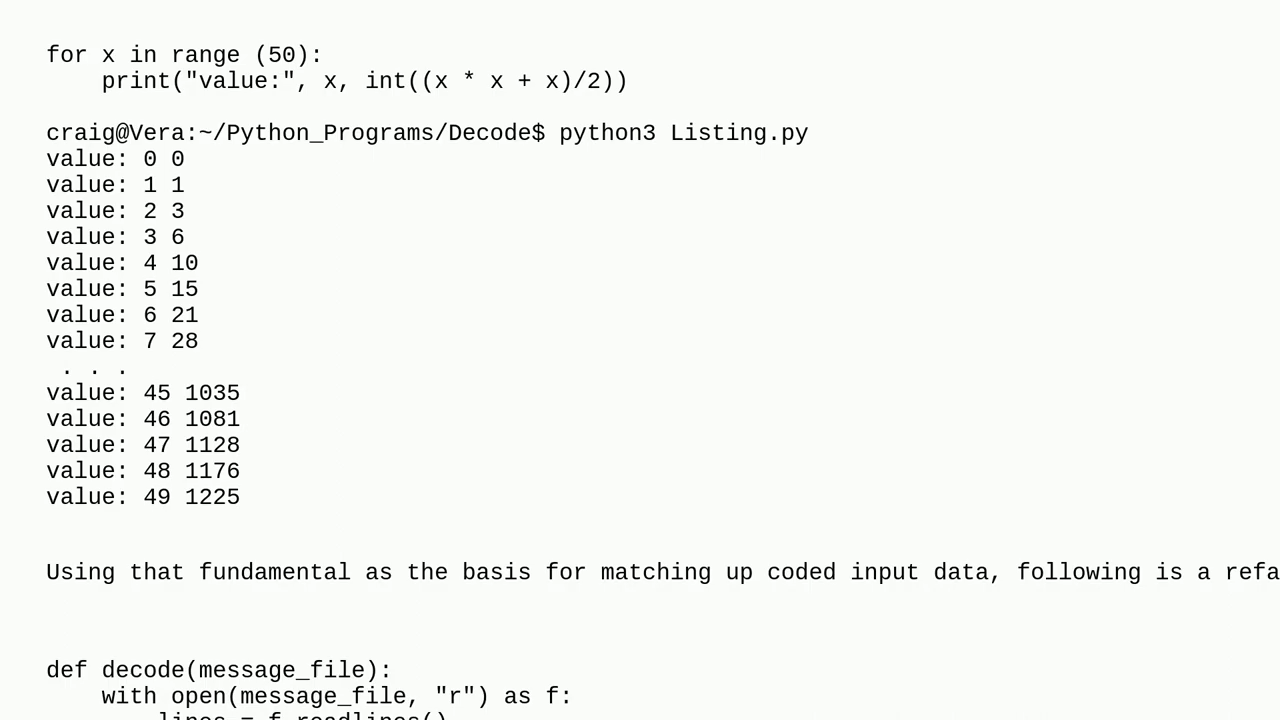 for x in range (50):
    print("value:", x, int((x * x + x)/2))
craig@Vera:~/Python_Programs/Decode$ python3 Listing.py
value: 0 0
value: 1 1
value: 2 3
value: 3 6
value: 4 10
value: 5 15
value: 6 21
value: 7 28
 . . .
value: 45 1035
value: 46 1081
value: 47 1128
value: 48 1176
value: 49 1225
Using that fundamental as the basis for matching up coded input data, following is a refa
def decode(message_file):
    with open(message_file, "r") as f:
        lines = f.readlines()